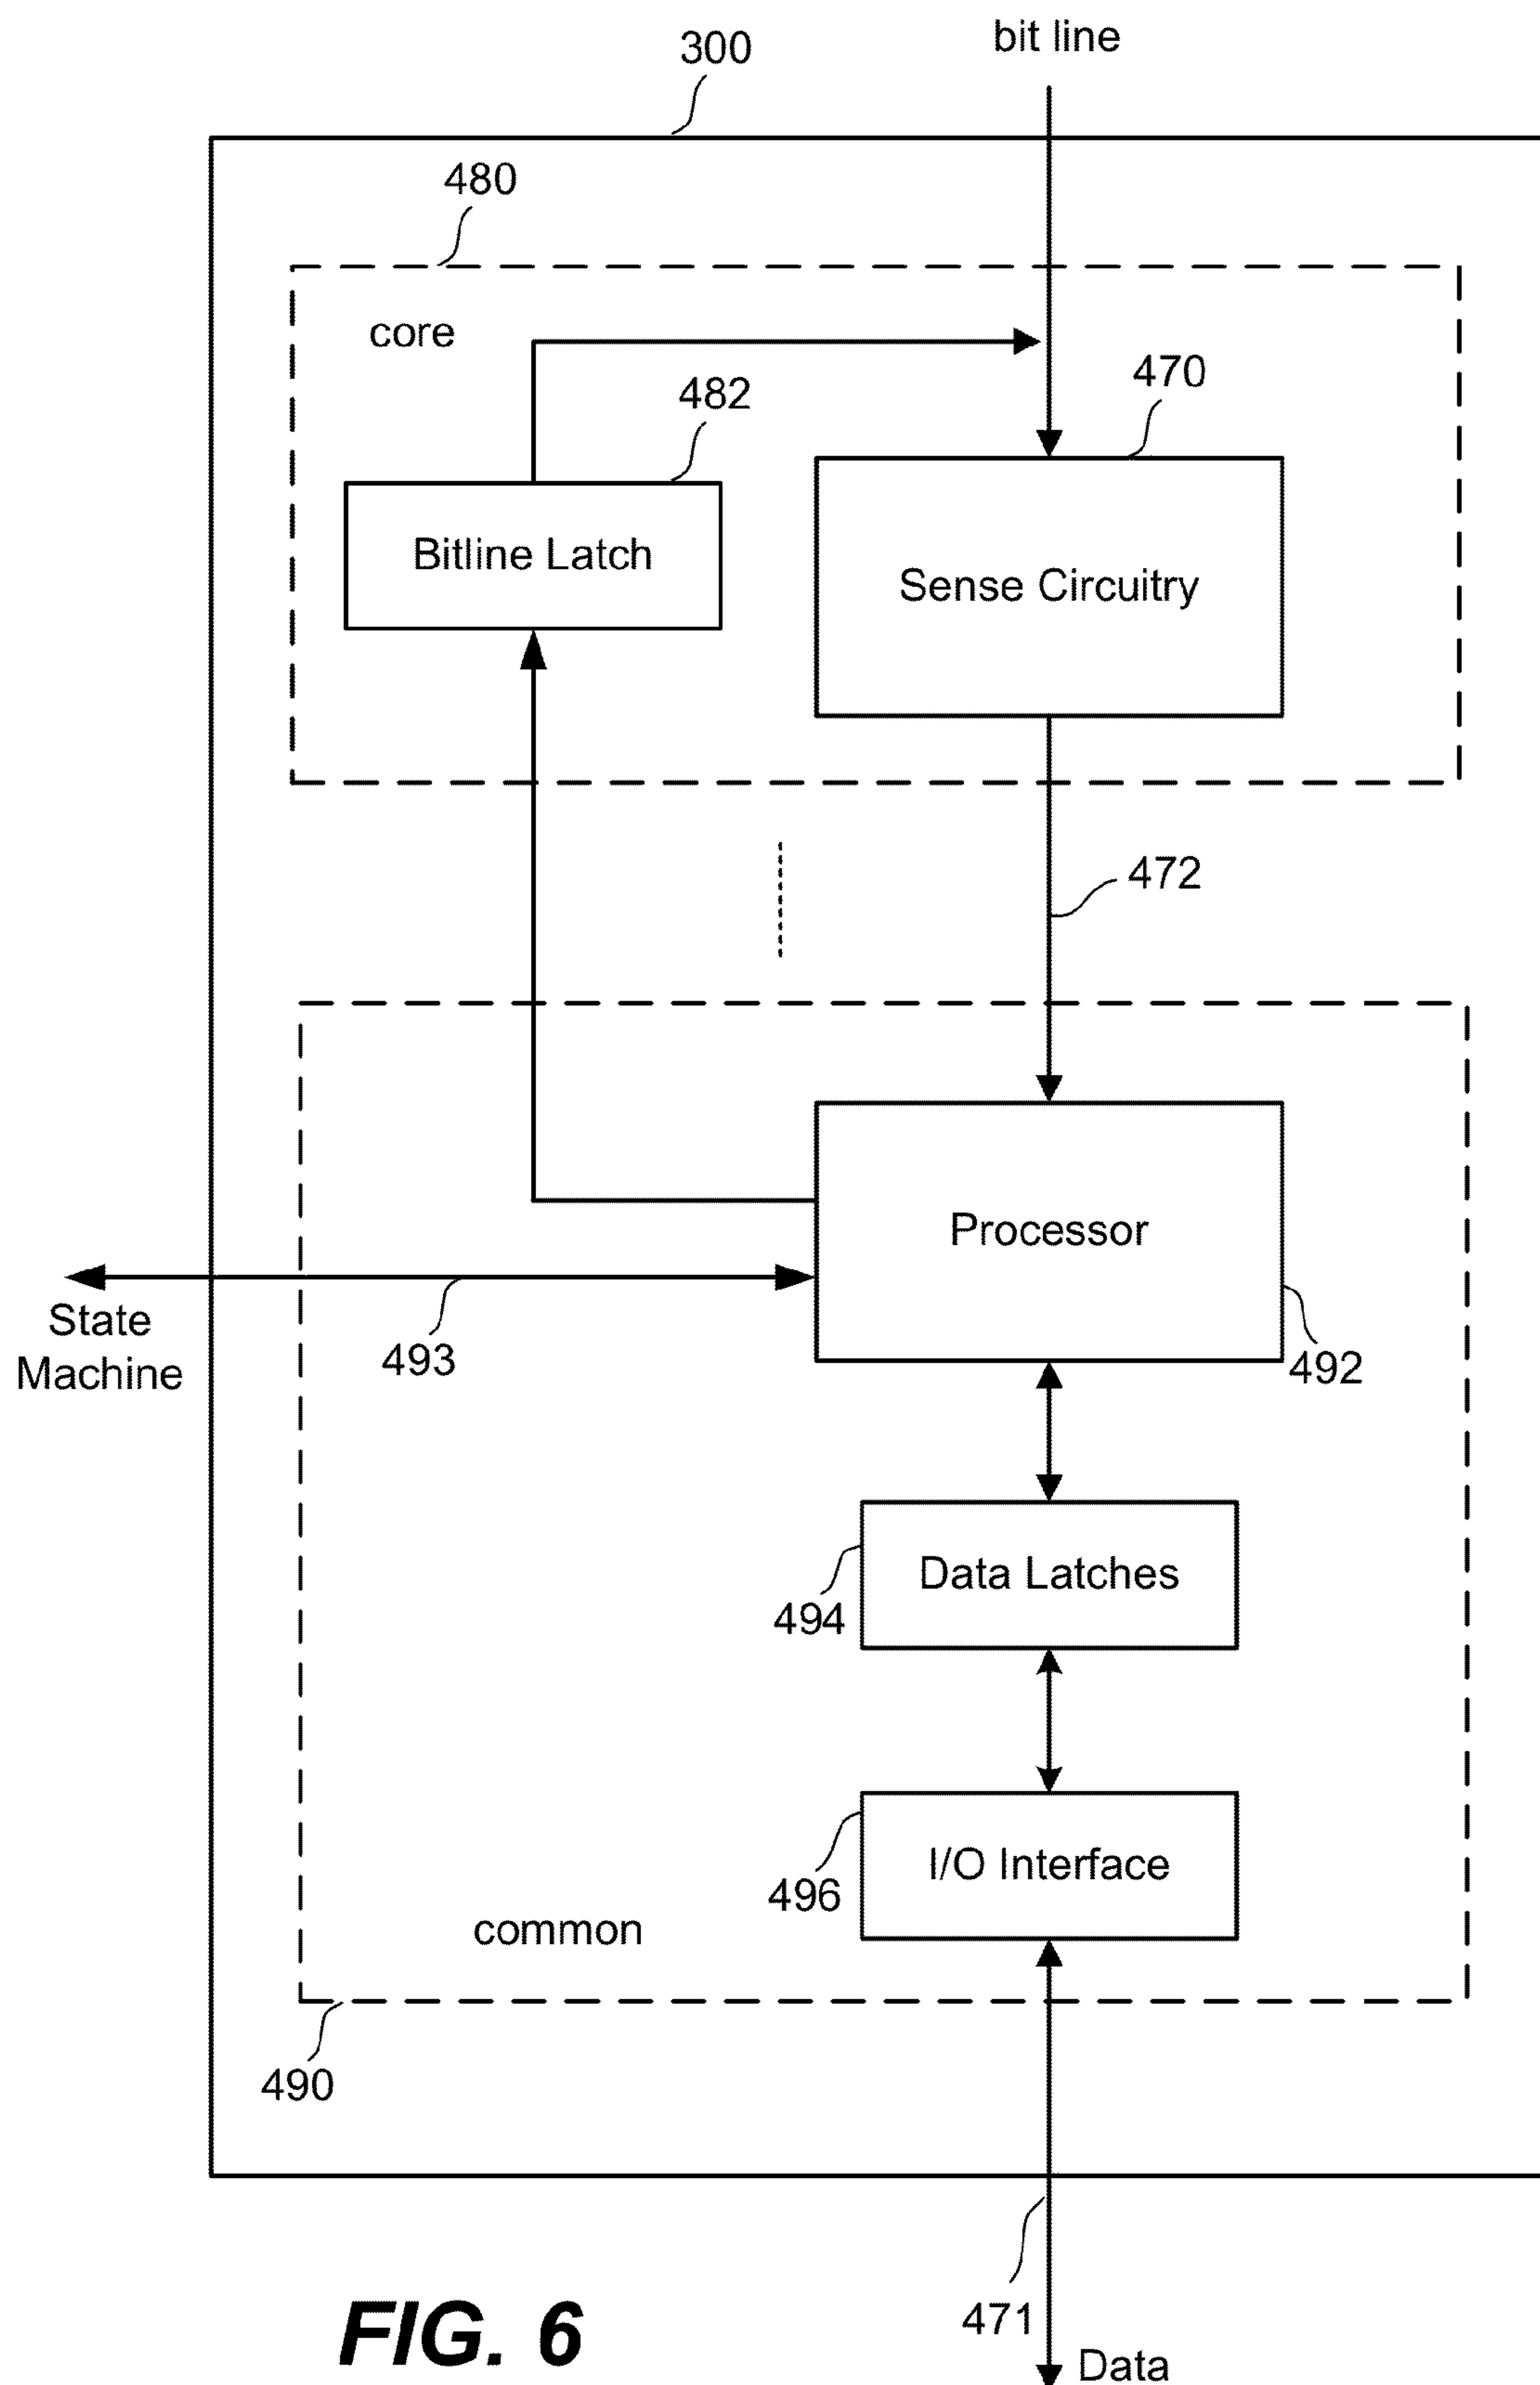 bit line
300
480
core
470
482
Bitline Latch
Sense Circuitry
472
Processor
State
Machine
493
492
Data Latches
494
I/O Interface
496
common
490
471
FIG. 6
Data